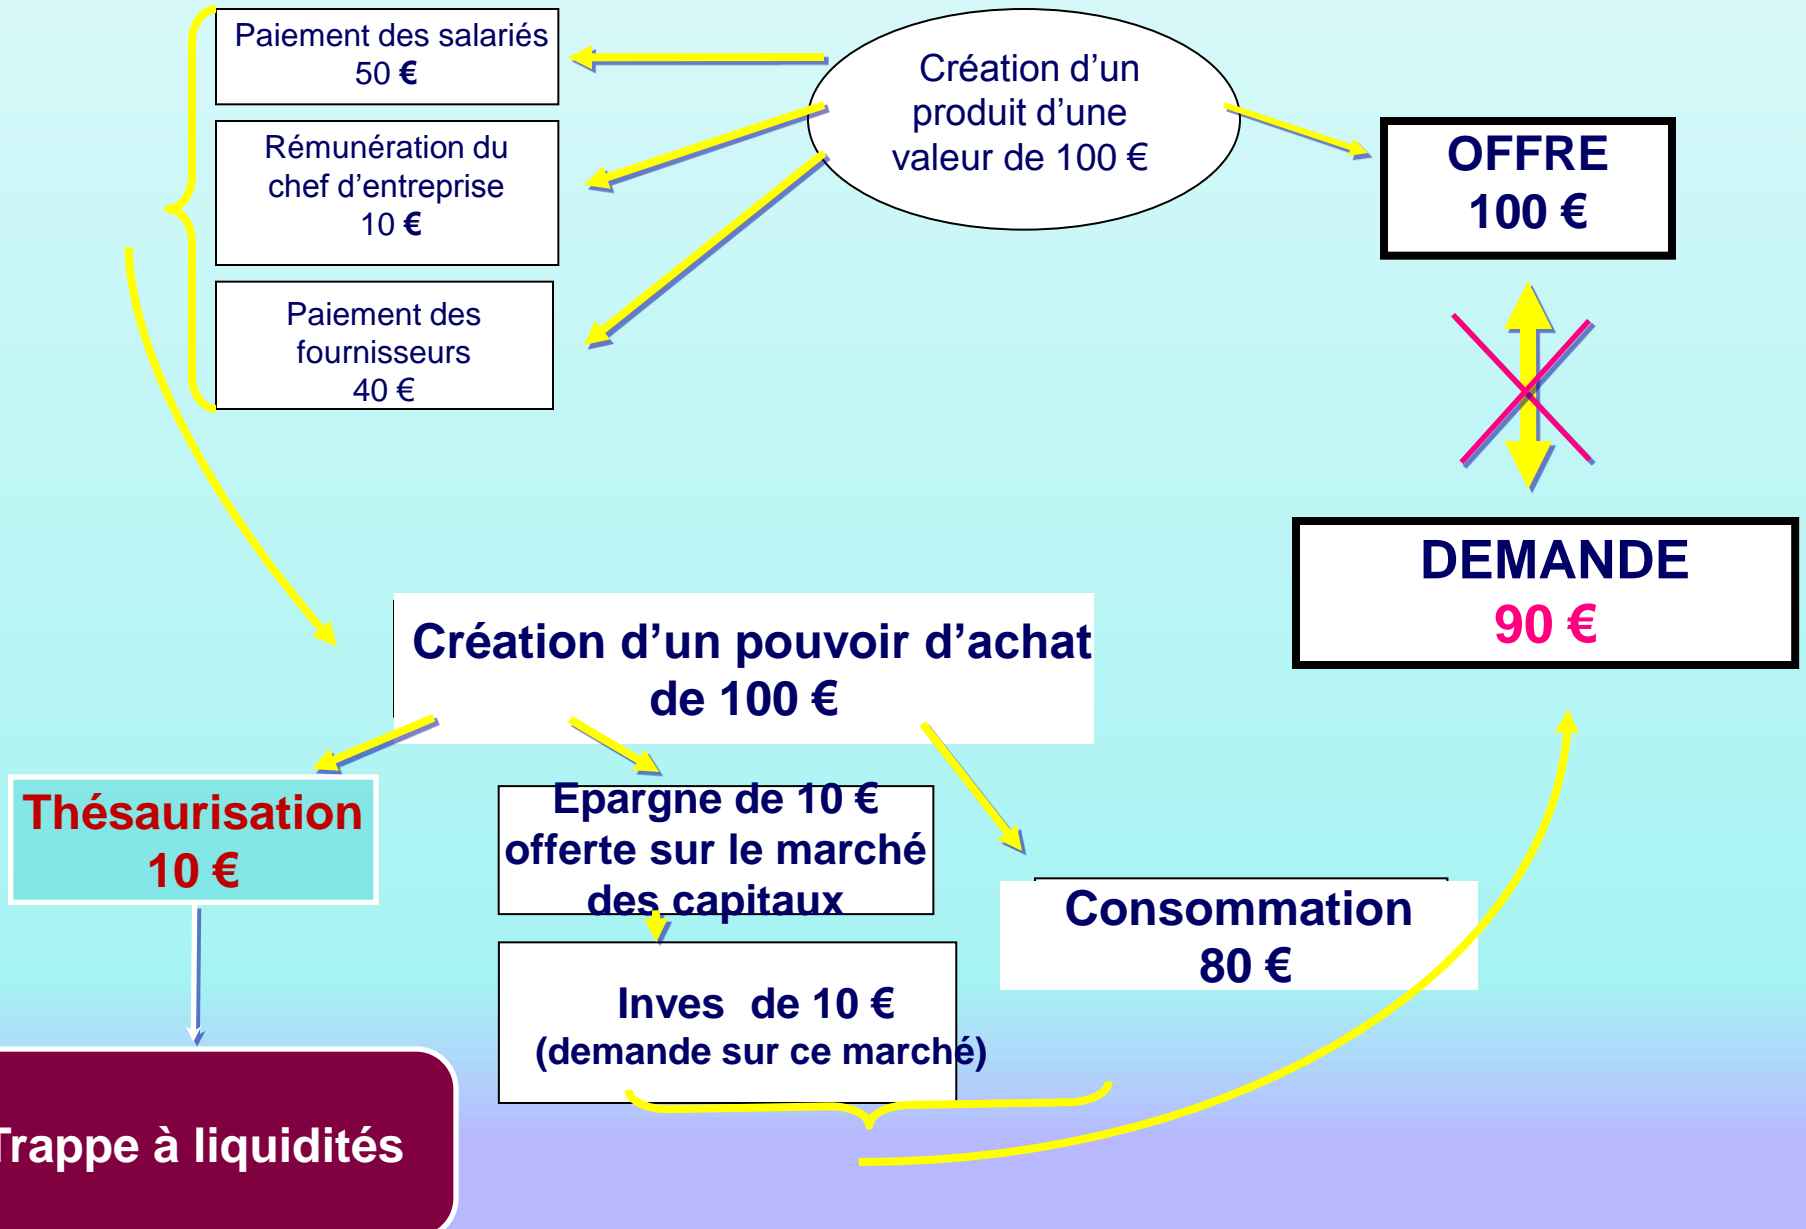 Paiement des salariés
50 €
Rémunération du
chef d’entreprise
10 €
Paiement des
fournisseurs
40 €
Création d’un
produit d’une
valeur de 100 €
OFFRE
100 €
DEMANDE
90 €
Création d’un pouvoir d’achat
de 100 €
Thésaurisation
10 €
Epargne de 10 €
offerte sur le marché
des capitaux
Inves de 10 €
(demande sur ce marché)
Consommation
80 €
Trappe à liquidités